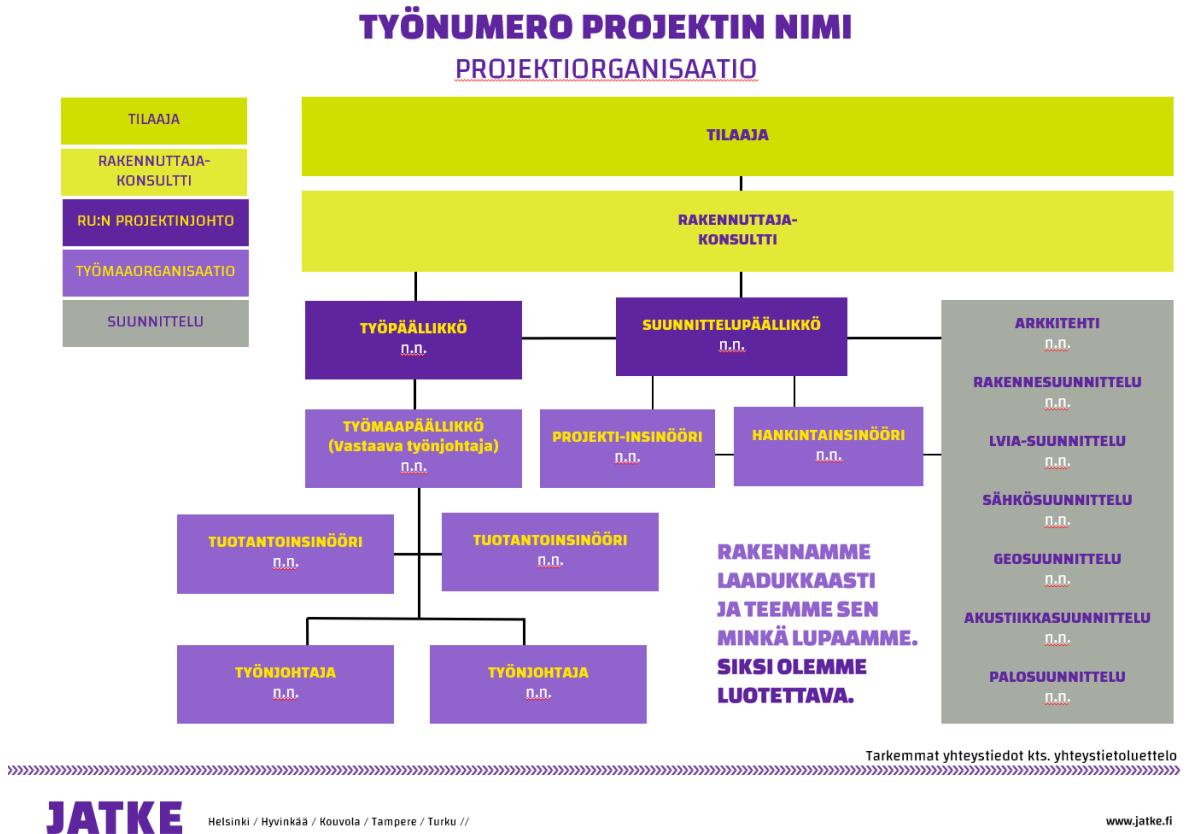 TYÖNUMERO PROJEKTIN NIMI
PROJEKTIORGANISAATIO
TILAAJA
RAKENNUTTAJA-
KONSULTTI
RU:N PROJEKTINJOHTO
TYÖMAAORGANISAATIO
SUUNNITTELU
TILAAJA
RAKENNUTTAJA-
KONSULTTI
TYÖPÄÄLLIKKÖ
n.n.
SUUNNITTELUPÄÄLLIKKÖ
n.n.
TYÖMAAPÄÄLLIKKÖ
(Vastaava työnjohtaja)
n.n.
PROJEKTI-INSINÖÖRI
n.n.
HANKINTAINSINÖÖRI
n.n.
TUOTANTOINSINÖÖRI
n.n.
TUOTANTOINSINÖÖRI
n.n.
TYÖNJOHTAJA
n.n.
TYÖNJOHTAJA
n.n.
ARKKITEHTI
n.n.
RAKENNESUUNNITTELU
n.n.
LVIA-SUUNNITTELU
n.n.
SÄHKÖSUUNNITTELU
n.n.
GEOSUUNNITTELU
n.n.
AKUSTIIKKASUUNNITTELU
n.n.
PALOSUUNNITTELU
n.n.
RAKENNAMME
LAADUKKAASTI
JA TEEMME SEN
MINKÄ LUPAAMME.
SIKSI OLEMME
LUOTETTAVA.
Tarkemmat yhteystiedot kts. yhteystietoluettelo
JATKE
Helsinki / Hyvinkää / Kouvola / Tampere / Turku //
www.jatke.fi